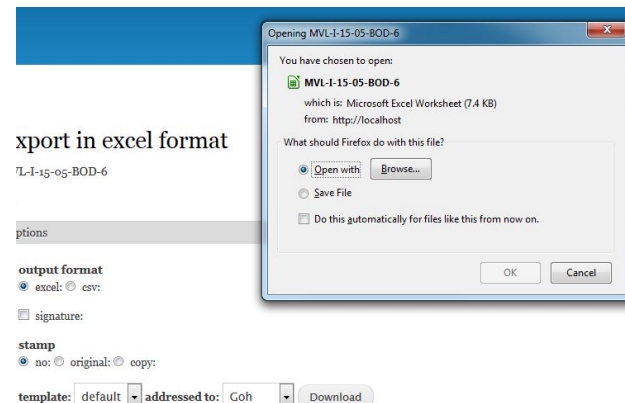 Opening MVL-I-15-05-BOD-6
You have chosen to open:
MVL-I-15-05-BOD-6
which is: Microsoft Excel Worksheet (7.4 KB)
from: http://localhost
What should Firefox do with this file?
Open with Browse...
Save File
Do this automatically for files like this from now on.
OK Cancel
xport in excel format
VL-I-15-05-BOD-6
ptions
output format
excel: csv:
signature:
stamp
no: original: copy:
template: default addressed to: Goh Download